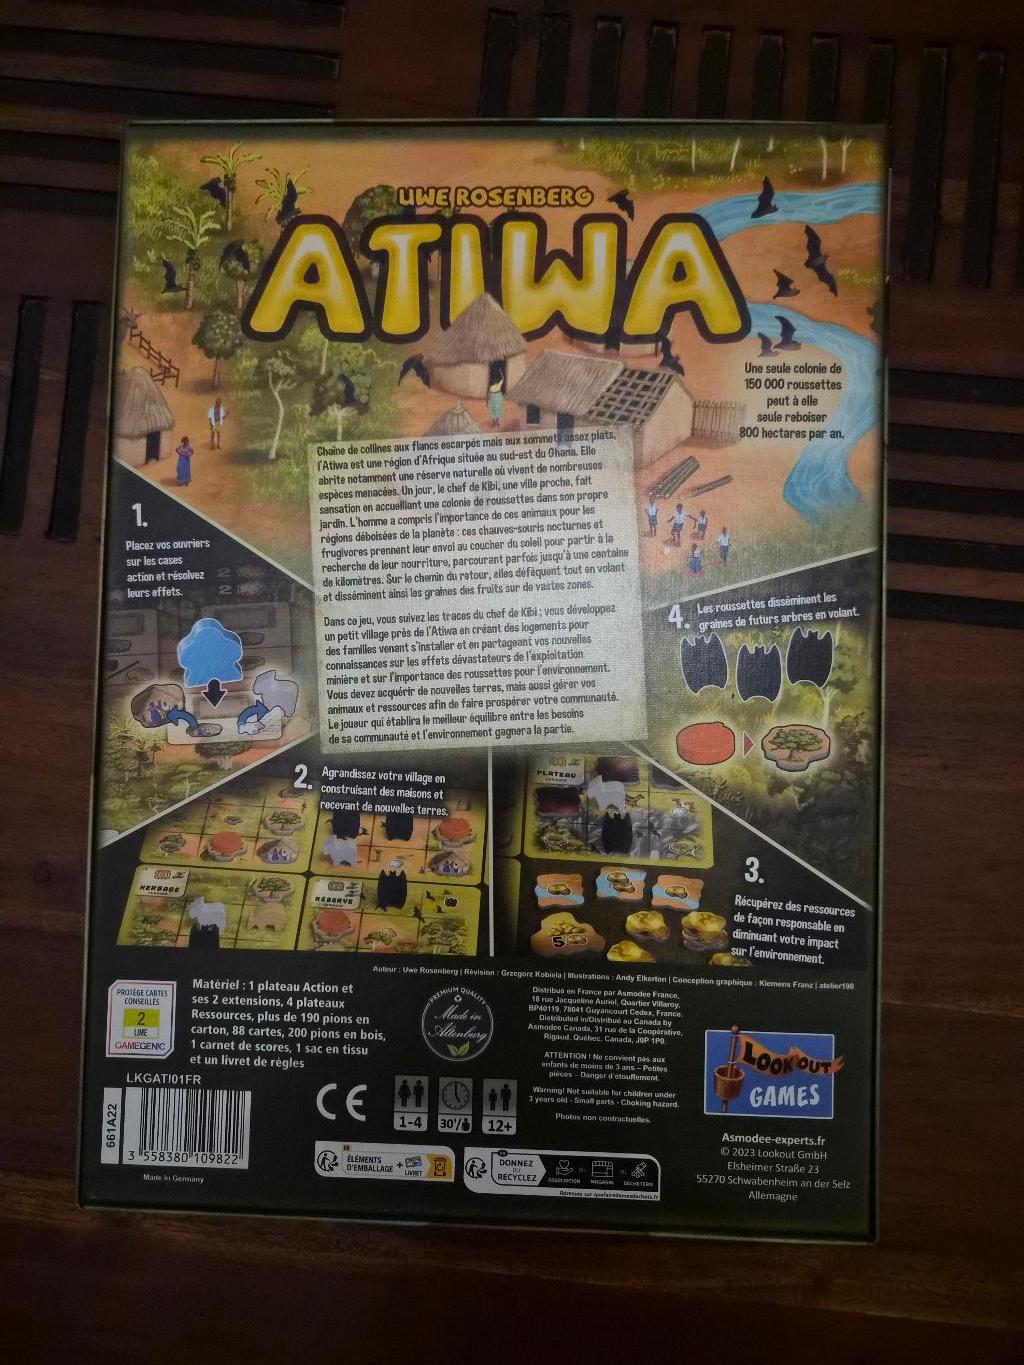 UWE ROSENBERG
ATIWA
Une seule colonie de
150 000 roussettes
peut à elle
seule reboiser
800 hectares par an.
Chaîne de collines aux flancs escarpés mais aux sommets assez plats,
l'Atiwa est une région d'Afrique située au sud-est du Ghana. Elle
abrite notamment une réserve naturelle où vivent de nombreuses
espèces menacées. Un jour, le chef de Kibi, une ville proche, fait
sensation en accueillant une colonie de roussettes dans son propre
jardin. L'homme a compris l'importance de ces animaux pour les
régions déboisées de la planète : ces chauves-souris nocturnes et
frugivores prennent leur envol au coucher du soleil pour partir à la
recherche de leur nourriture, parcourant parfois jusqu'à une centaine
de kilomètres. Sur le chemin du retour, elles défèquent tout en volant
et disséminent ainsi les graines des fruits sur de vastes zones.
Dans ce jeu, vous suivez les traces du chef de Kibi : vous développez
un petit village près de l'Atiwa en créant des logements pour
des familles venant s'installer et en partageant vos nouvelles
connaissances sur les effets dévastateurs de l'exploitation
minière et sur l'importance des roussettes pour l'environnement.
Vous devez acquérir de nouvelles terres, mais aussi gérer vos
animaux et ressources afin de faire prospérer votre communauté.
Le joueur qui établira le meilleur équilibre entre les besoins
de sa communauté et l'environnement gagnera la partie.
1.
Placez vos ouvriers
sur les cases
action et résolvez
leurs effets.
2
2
4.
Les roussettes disséminent les
graines de futurs arbres en volant.
2.
Agrandissez votre village en
construisant des maisons et
recevant de nouvelles terres.
HERBAGE
TERRAIN
RÉSERVE
TERRAIN
PLATEAU
TERRAIN
5
3.
Récupérez des ressources
de façon responsable en
diminuant votre impact
sur l'environnement.
Auteur : Uwe Rosenberg | Révision : Grzegorz Kobiela | Illustrations : Andy Elkerton | Conception graphique : Klemens Franz | atelier198
PROTÈGE CARTES
CONSEILLÉS
2
LIME
GAMEGENIC
Matériel : 1 plateau Action et
ses 2 extensions, 4 plateaux
Ressources, plus de 190 pions en
carton, 88 cartes, 200 pions en bois,
1 carnet de scores, 1 sac en tissu
et un livret de règles
PREMIUM QUALITY
Made in
Altenburg
Distribué en France par Asmodee France,
18 rue Jacqueline Auriol, Quartier Villaroy,
BP40119, 78041 Guyancourt Cedex, France.
Distributed in/Distribué au Canada by
Asmodee Canada, 31 rue de la Coopérative,
Rigaud, Québec, Canada, J0P 1P0.
ATTENTION ! Ne convient pas aux
enfants de moins de 3 ans – Petites
pièces – Danger d'étouffement.
Warning! Not suitable for children under
3 years old - Small parts - Choking hazard.
Photos non contractuelles.
LOOKOUT
GAMES
Asmodee-experts.fr
© 2023 Lookout GmbH
Elsheimer Straße 23
55270 Schwabenheim an der Selz
Allemagne
LKGATI01FR
661A22
3 558380 109822
Made in Germany
CE
1-4
30'/
12+
FR
ÉLÉMENTS
D'EMBALLAGE
+
LIVRET
FR
DONNEZ
OU
RECYCLEZ
ASSOCIATION
OU
MAGASIN
OU
DÉCHÈTERIE
Adresses sur quefairedemesdechets.fr